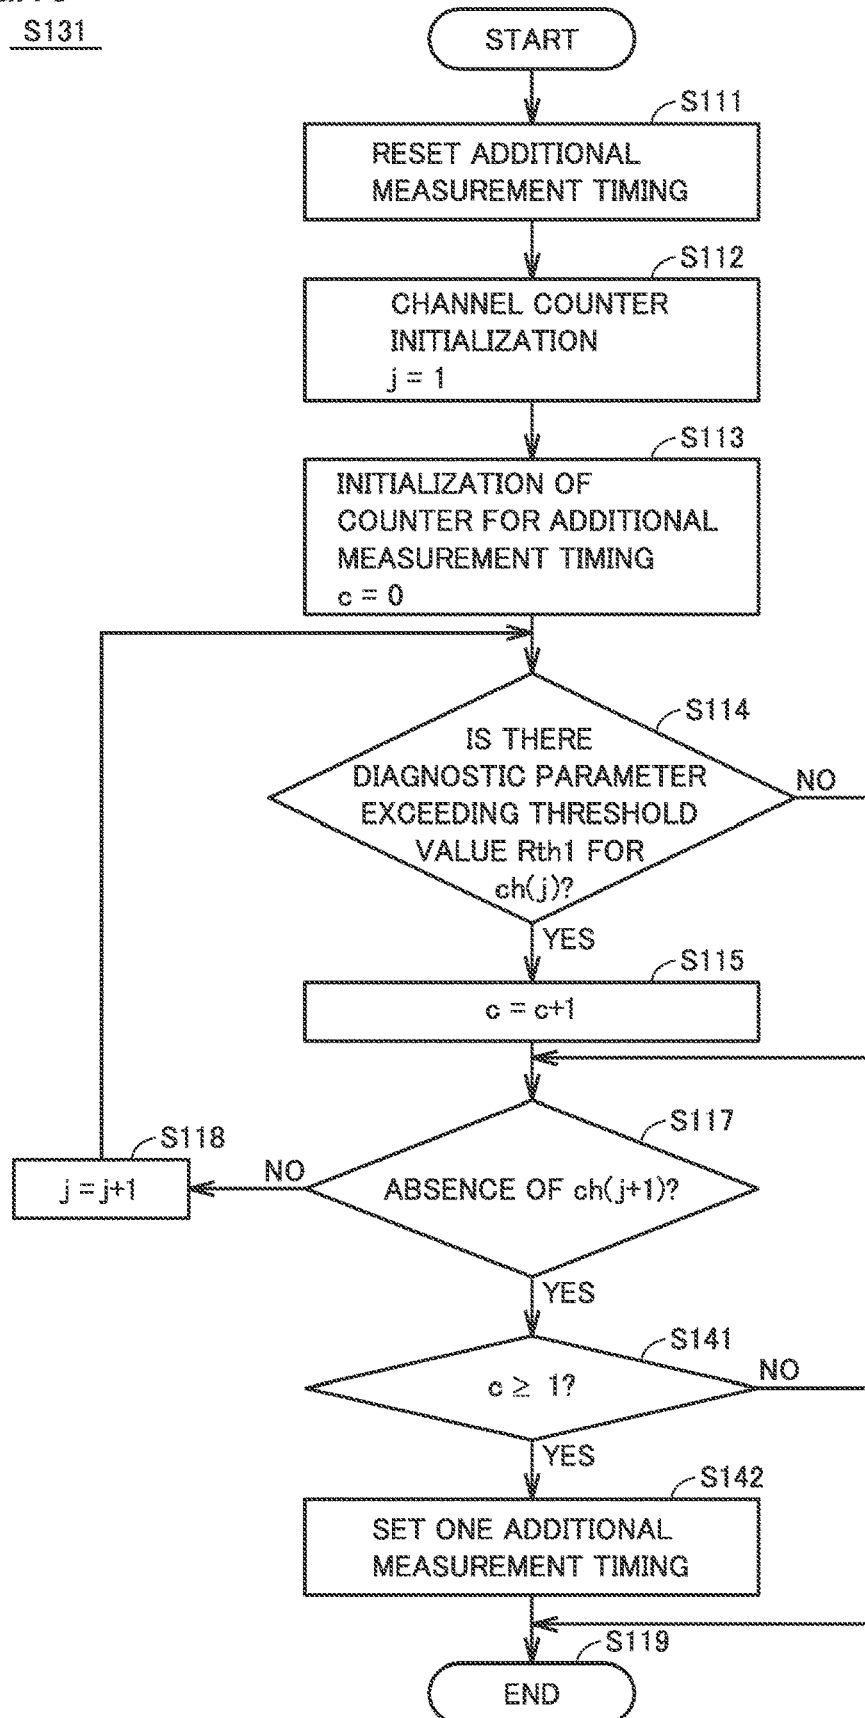 S131
START
S111
RESET ADDITIONAL
MEASUREMENT TIMING
S112
CHANNEL COUNTER
INITIALIZATION
j = 1
S113
INITIALIZATION OF
COUNTER FOR ADDITIONAL
MEASUREMENT TIMING
c = 0
S114
IS THERE
DIAGNOSTIC PARAMETER
EXCEEDING THRESHOLD
VALUE Rth1 FOR
ch(j)?
NO
YES
S115
c = c+1
S117
ABSENCE OF ch(j+1)?
NO
S118
j = j+1
YES
S141
c ≥ 1?
NO
YES
S142
SET ONE ADDITIONAL
MEASUREMENT TIMING
S119
END